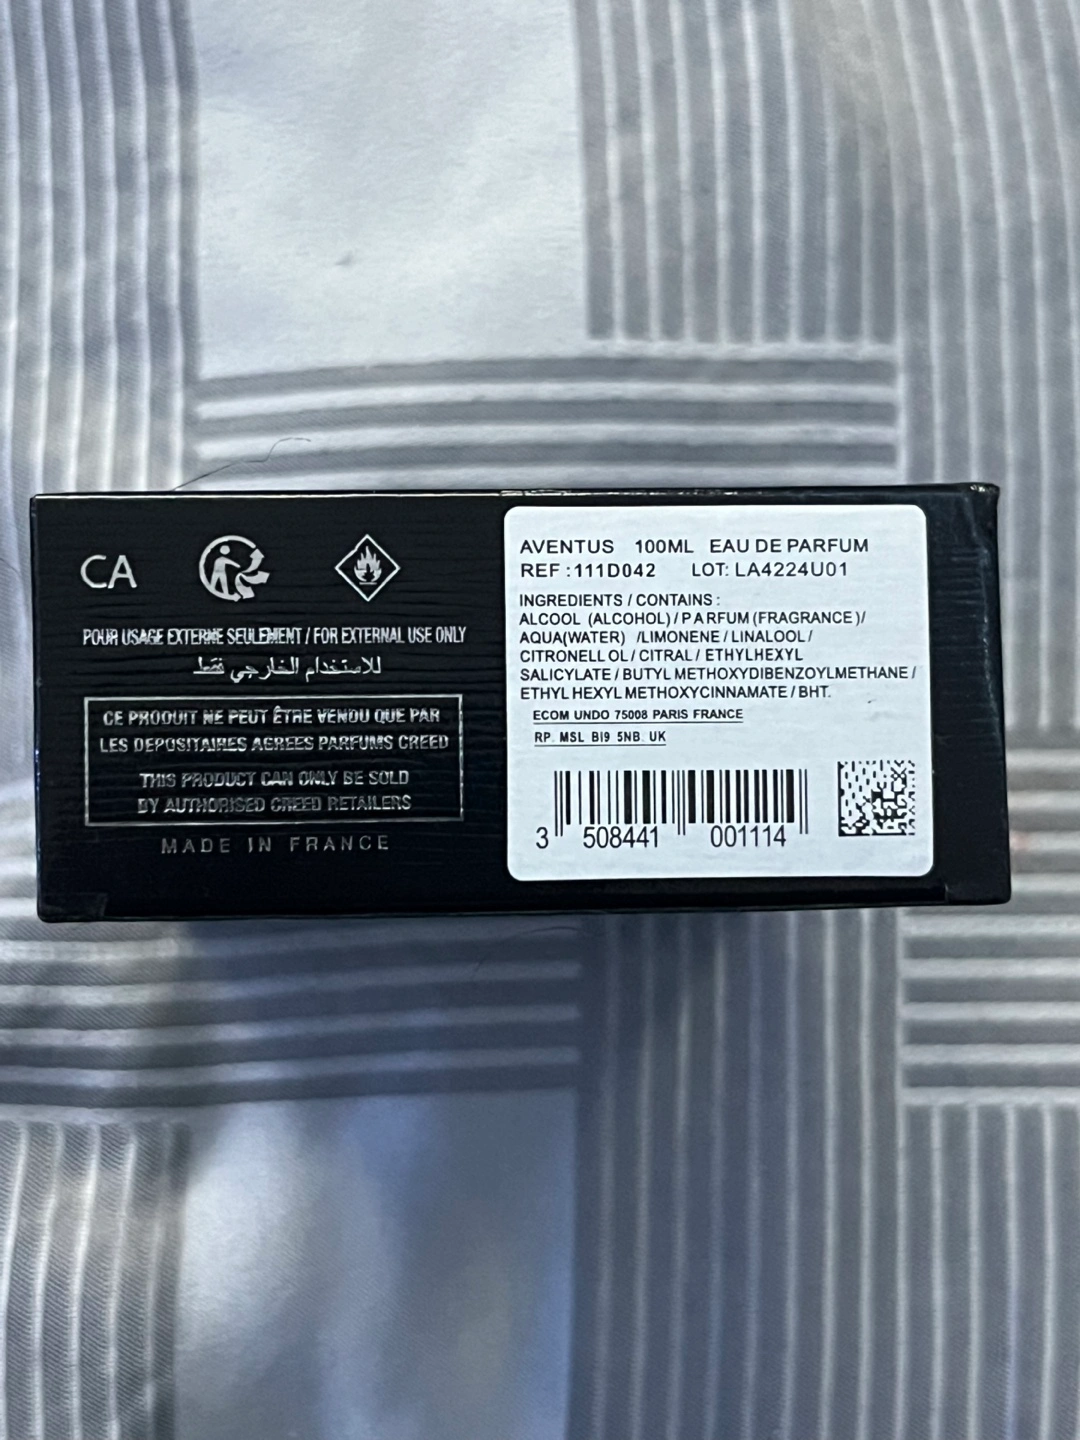 CA
POUR USAGE EXTERNE SEULEMENT / FOR EXTERNAL USE ONLY
للاستخدام الخارجي فقط
CE PRODUIT NE PEUT ÊTRE VENDU QUE PAR
LES DEPOSITAIRES AGREES PARFUMS CREED
THIS PRODUCT CAN ONLY BE SOLD
BY AUTHORISED CREED RETAILERS
MADE IN FRANCE
AVENTUS 100ML EAU DE PARFUM
REF :111D042 LOT: LA4224U01
INGREDIENTS / CONTAINS :
ALCOOL (ALCOHOL) / PARFUM (FRAGRANCE )/
AQUA(WATER) /LIMONENE / LINALOOL /
CITRONELL OL / CITRAL / ETHYLHEXYL
SALICYLATE / BUTYL METHOXYDIBENZOYLMETHANE /
ETHYL HEXYL METHOXYCINNAMATE / BHT.
ECOM UNDO 75008 PARIS FRANCE
RP. MSL BI9 5NB. UK
3 508441 001114